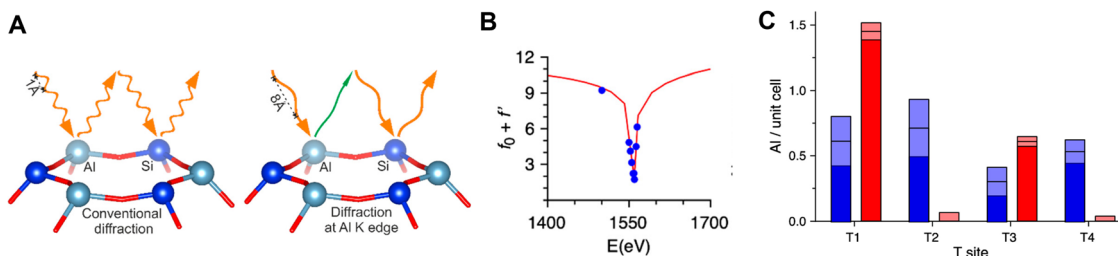 A
1Å
Al
Si
Conventional
diffraction
8Å
Al
Si
Diffraction
at Al K edge
B
12
9
6
3
f₀ + f'
1400
1550
1700
E(eV)
:
C
1.5
1.0
0.5
0.0
Al / unit cell
T1
T2
T3
T4
T site